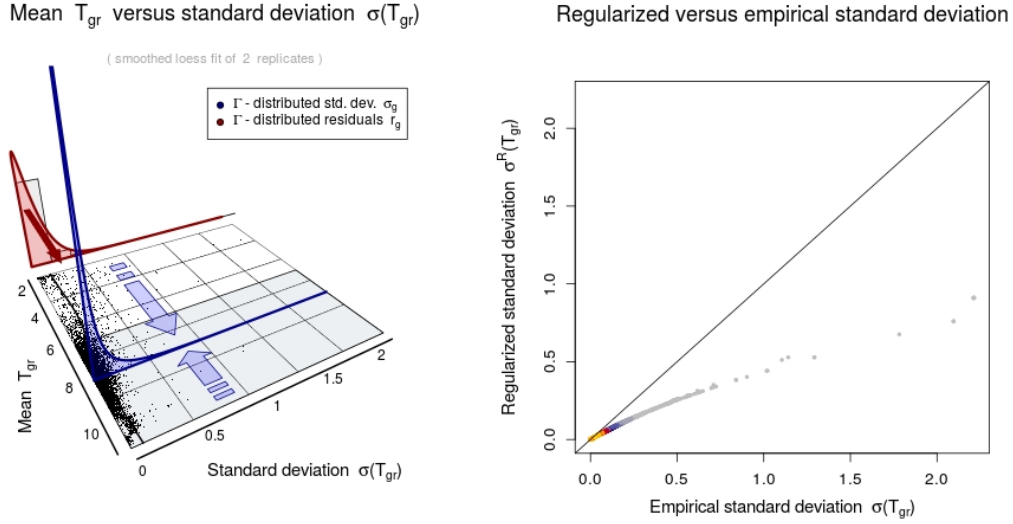 Mean T_gr versus standard deviation σ(T_gr)
( smoothed loess fit of 2 replicates )
Γ - distributed std. dev. σ_g
Γ - distributed residuals r_g
2
4
6
8
10
Mean T_gr
0
0.5
1
1.5
2
Standard deviation σ(T_gr)
Regularized versus empirical standard deviation
Regularized standard deviation σ^R(T_gr)
2.0
1.5
1.0
0.5
0.0
0.0 0.5 1.0 1.5 2.0
Empirical standard deviation σ(T_gr)